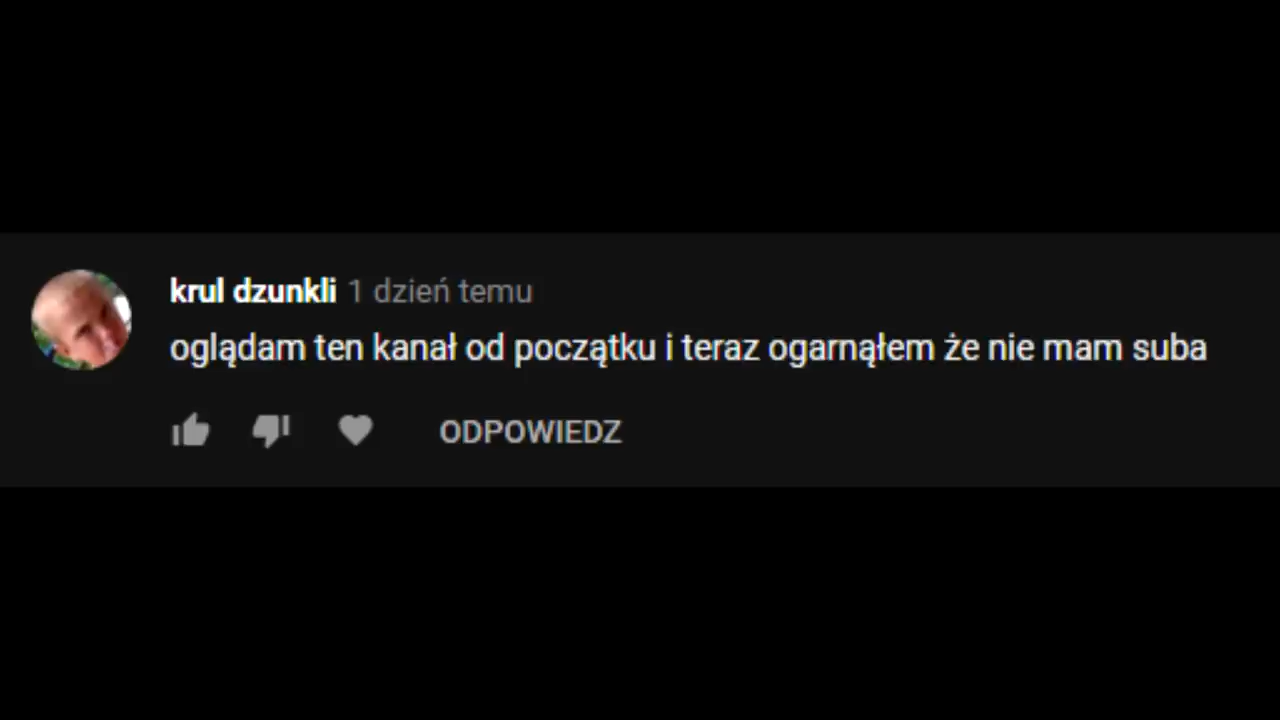 krul dzunkli 1 dzień temu
oglądam ten kanał od początku i teraz ogarnąłem że nie mam suba
ODPOWIEDZ